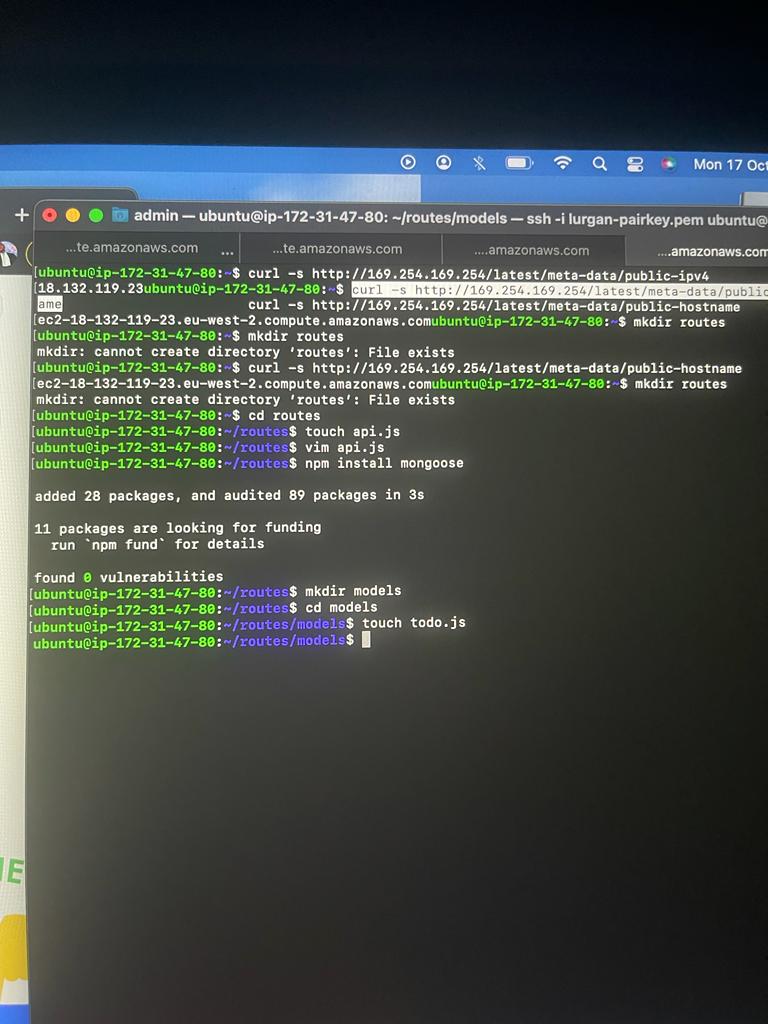 Mon 17 Oct
admin — ubuntu@ip-172-31-47-80: ~/routes/models — ssh -i lurgan-pairkey.pem ubuntu@
...te.amazonaws.com ... ...te.amazonaws.com ....amazonaws.com ....amazonaws.com
[ubuntu@ip-172-31-47-80:~$ curl -s http://169.254.169.254/latest/meta-data/public-ipv4
[18.132.119.23ubuntu@ip-172-31-47-80:~$ curl -s http://169.254.169.254/latest/meta-data/public
ame curl -s http://169.254.169.254/latest/meta-data/public-hostname
[ec2-18-132-119-23.eu-west-2.compute.amazonaws.comubuntu@ip-172-31-47-80:~$ mkdir routes
[ubuntu@ip-172-31-47-80:~$ mkdir routes
mkdir: cannot create directory ‘routes’: File exists
[ubuntu@ip-172-31-47-80:~$ curl -s http://169.254.169.254/latest/meta-data/public-hostname
[ec2-18-132-119-23.eu-west-2.compute.amazonaws.comubuntu@ip-172-31-47-80:~$ mkdir routes
mkdir: cannot create directory ‘routes’: File exists
[ubuntu@ip-172-31-47-80:~$ cd routes
[ubuntu@ip-172-31-47-80:~/routes$ touch api.js
[ubuntu@ip-172-31-47-80:~/routes$ vim api.js
[ubuntu@ip-172-31-47-80:~/routes$ npm install mongoose
added 28 packages, and audited 89 packages in 3s
11 packages are looking for funding
run `npm fund` for details
found 0 vulnerabilities
[ubuntu@ip-172-31-47-80:~/routes$ mkdir models
[ubuntu@ip-172-31-47-80:~/routes$ cd models
[ubuntu@ip-172-31-47-80:~/routes/models$ touch todo.js
ubuntu@ip-172-31-47-80:~/routes/models$